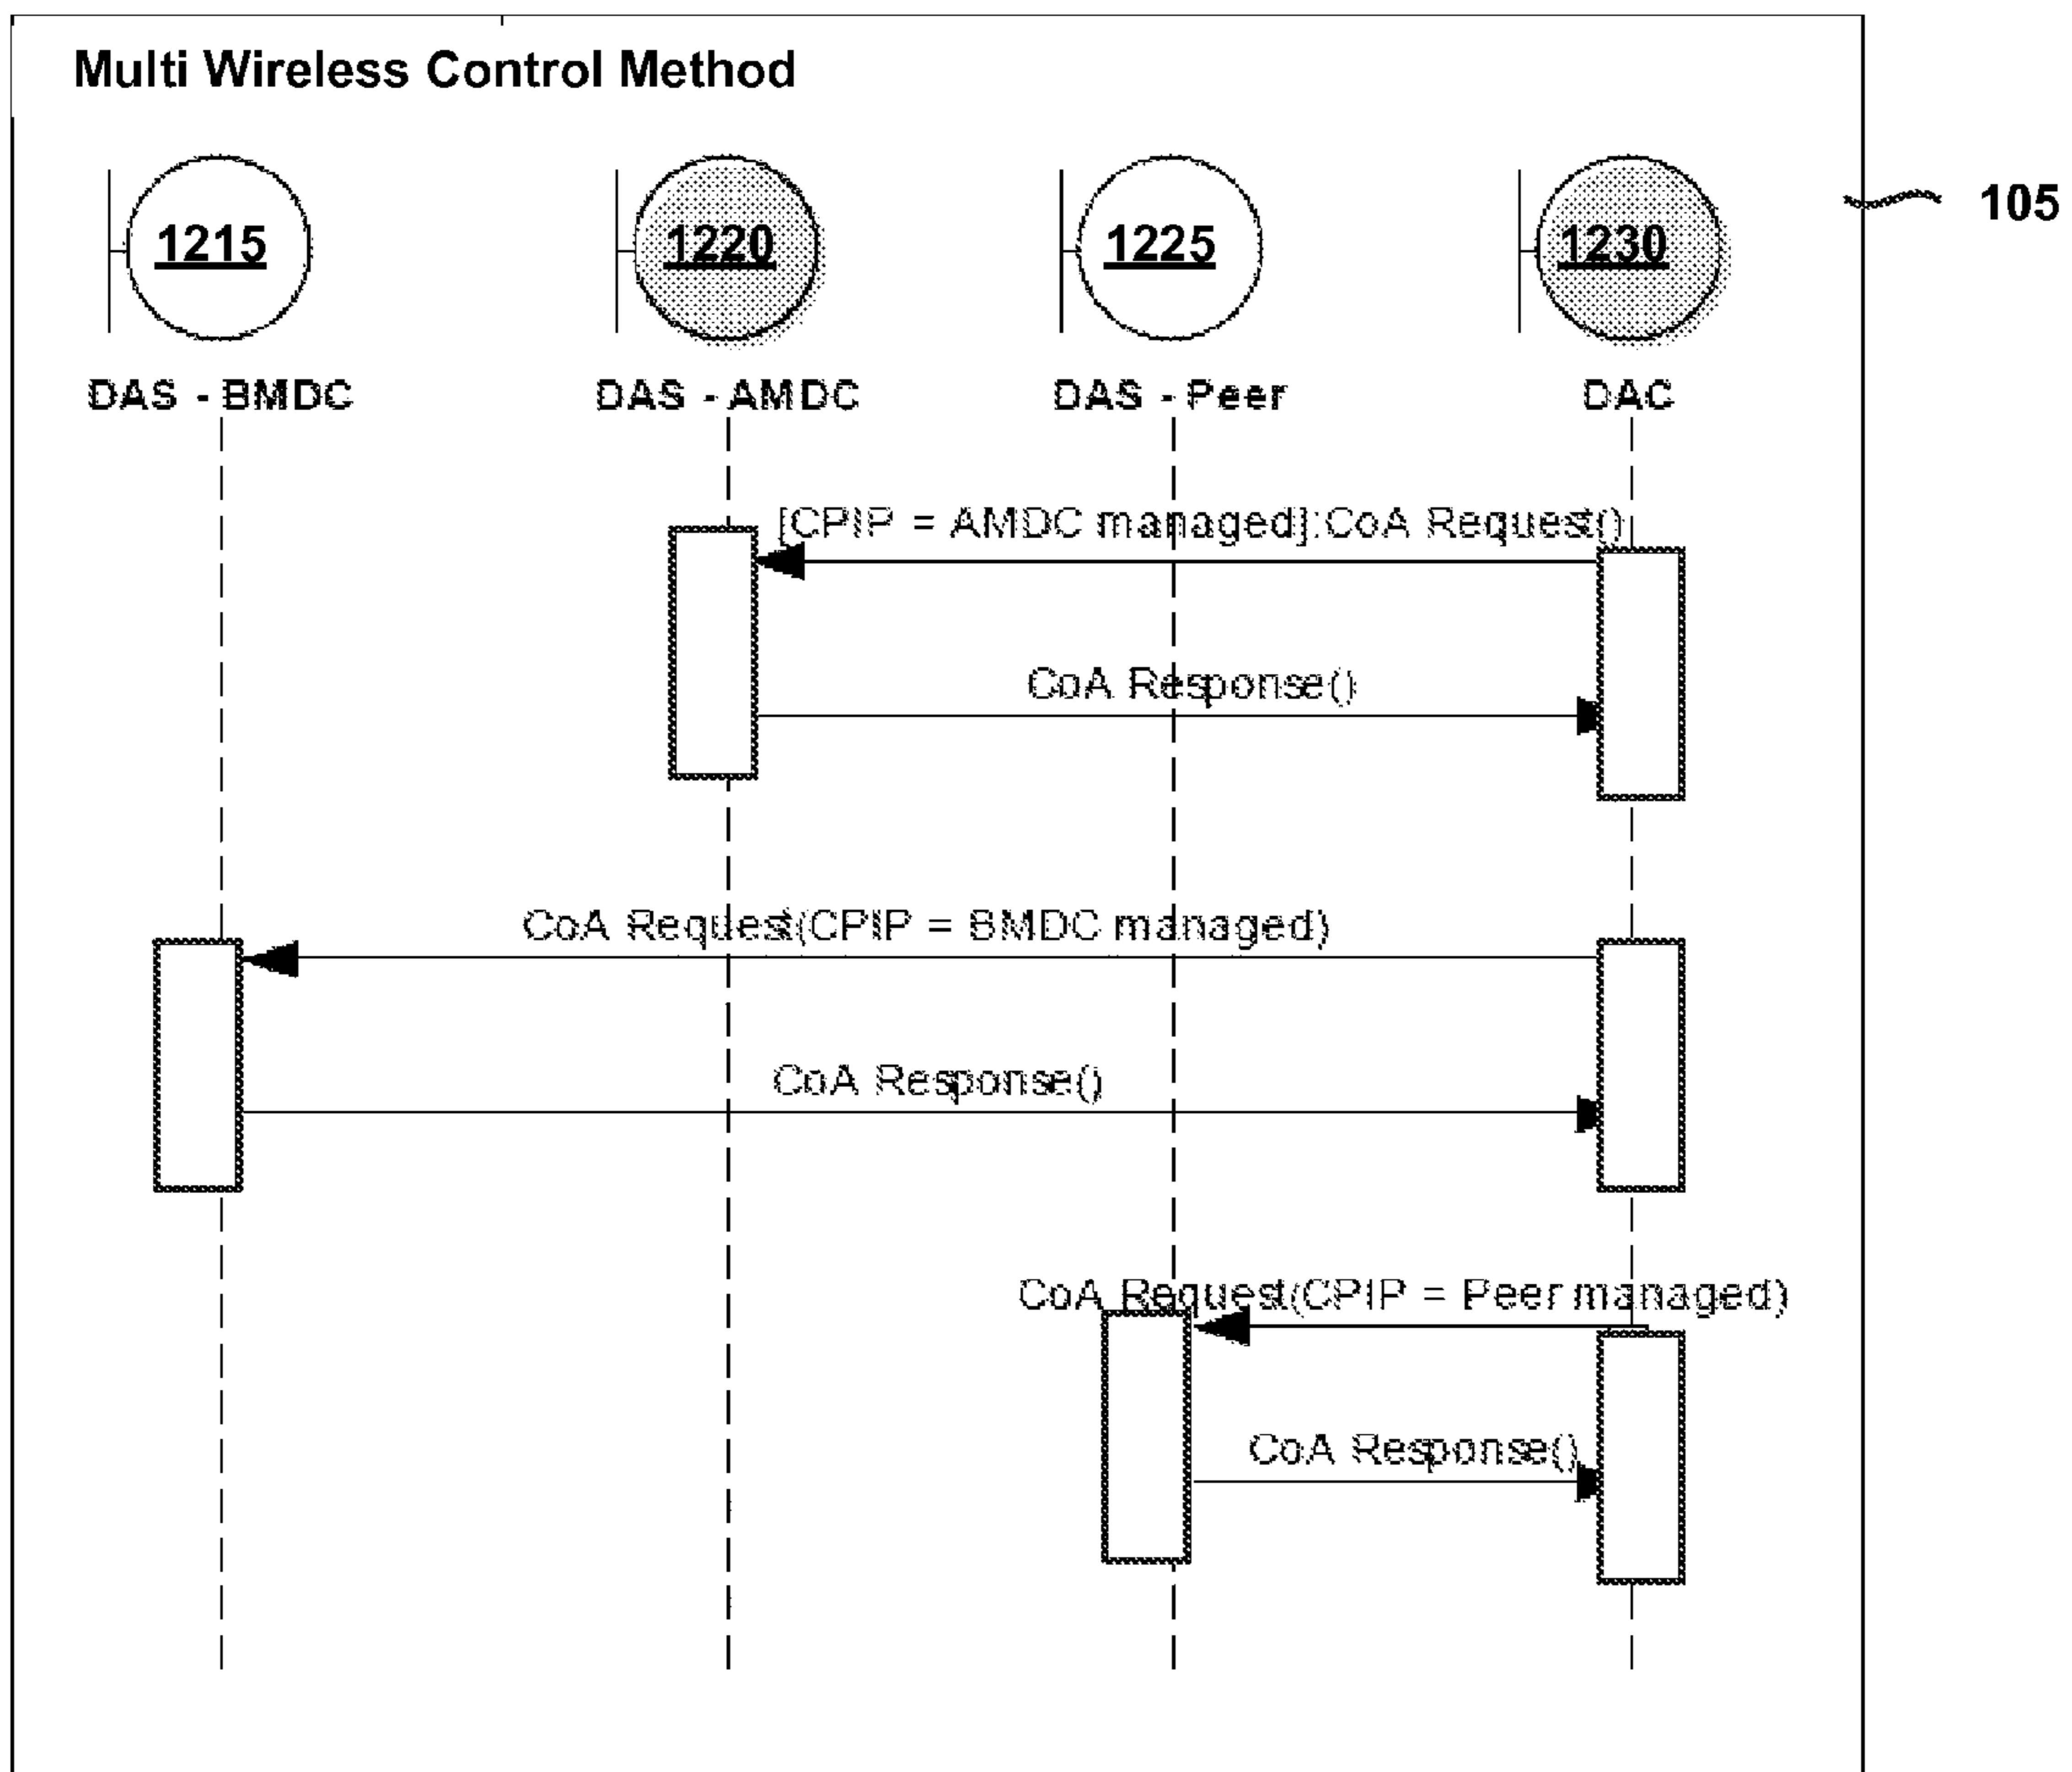 Multi Wireless Control Method
105
1215 1220 1225 1230
DAS - BMDC DAS - AMDC DAS - Peer DAC
[CPIP = AMDC managed]:CoA Request()
CoA Response()
CoA Request(CPIP = BMDC managed)
CoA Response()
CoA Request(CPIP = Peer managed)
CoA Response()